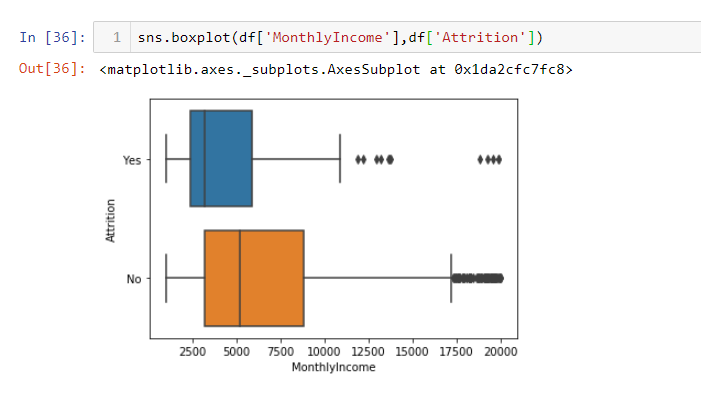 In [36]: 1 sns.boxplot(df['MonthlyIncome'],df['Attrition'])
Out[36]: <matplotlib.axes._subplots.AxesSubplot at 0x1da2cfc7fc8>
Yes
Attrition
No
2500 5000 7500 10000 12500 15000 17500 20000
MonthlyIncome